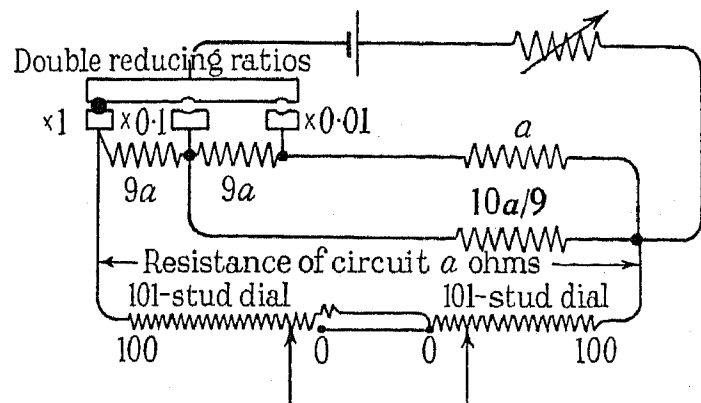 Double reducing ratios
×1 ×0·1 ×0·01
9a 9a a
10a/9
Resistance of circuit a ohms
101-stud dial 101-stud dial
100 0 0 100